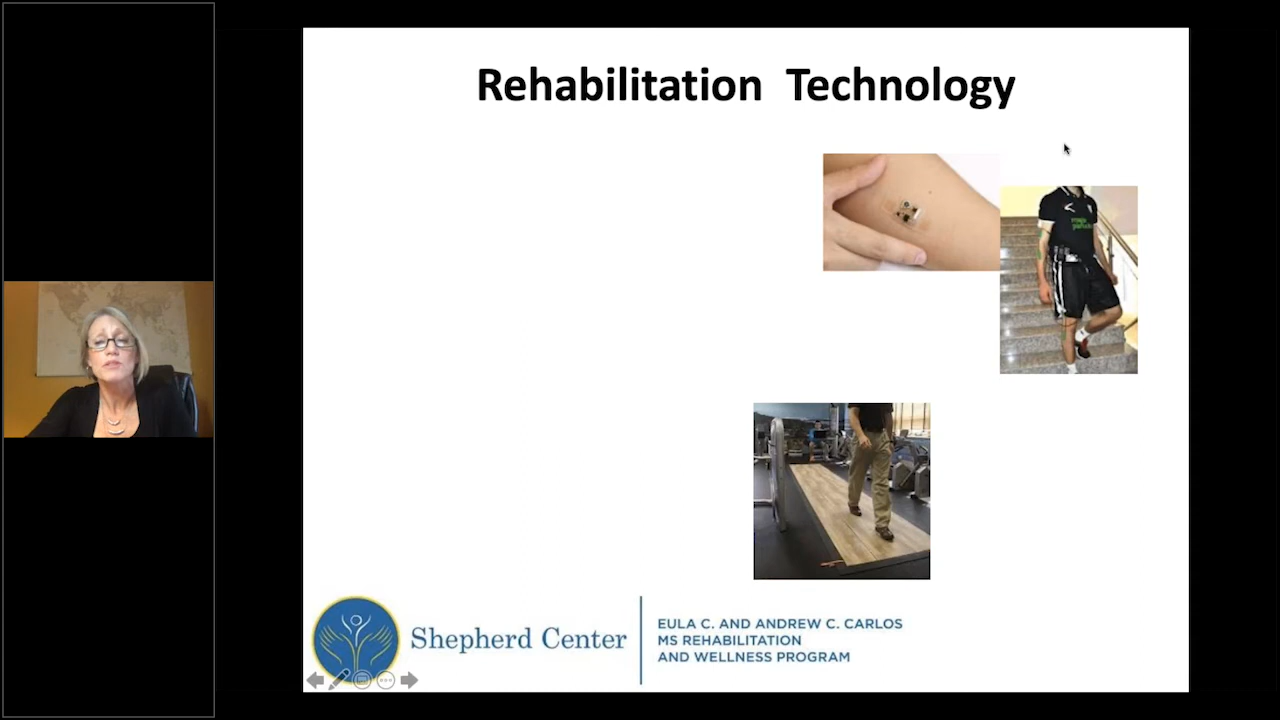 Rehabilitation Technology
Shepherd Center
EULA C. AND ANDREW C. CARLOS
MS REHABILITATION
AND WELLNESS PROGRAM